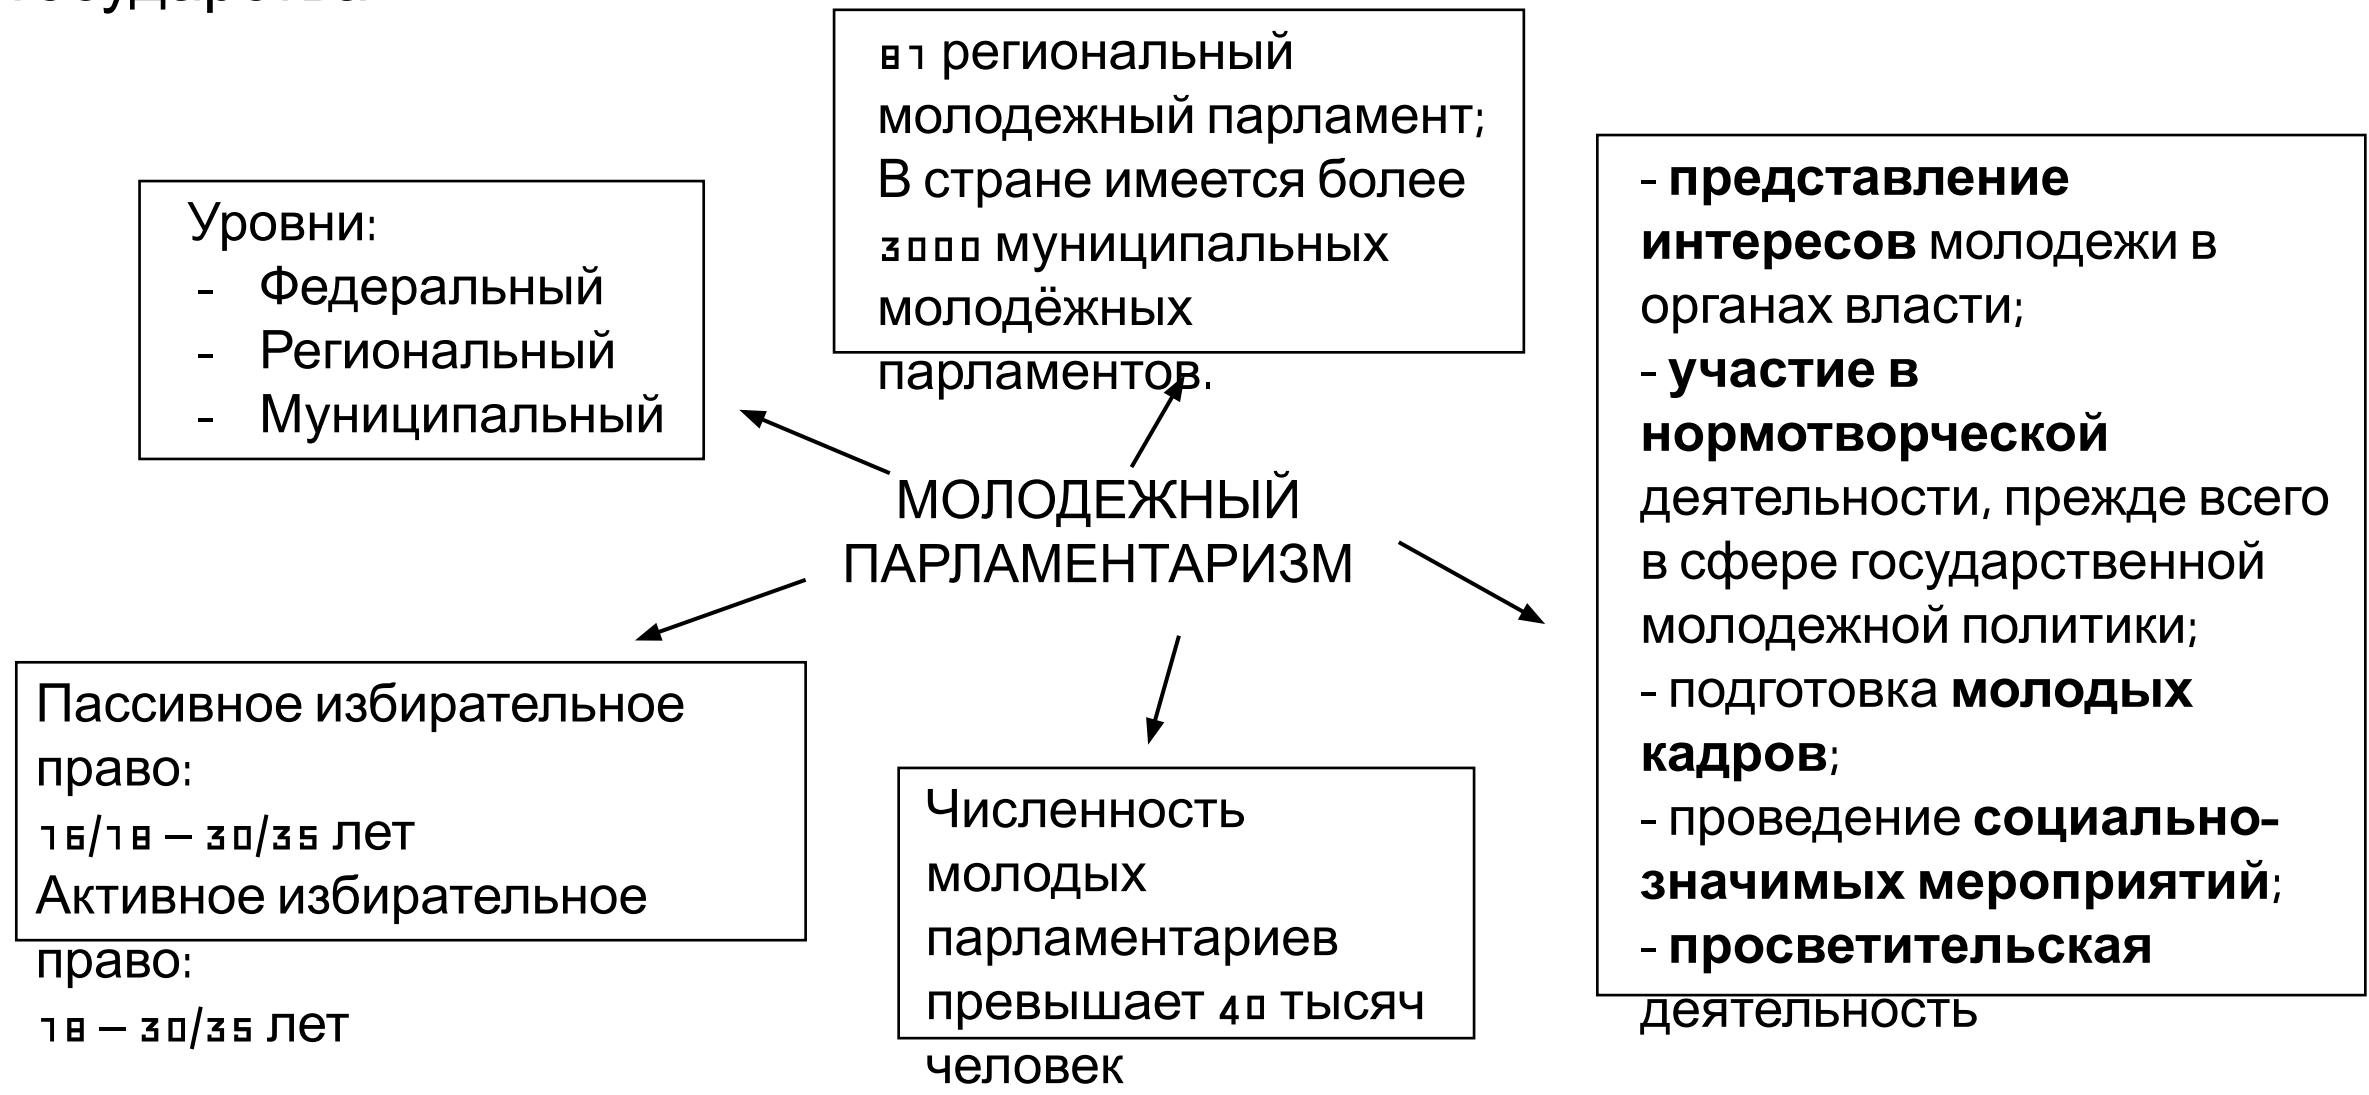 81 региональный
молодежный парламент;
В стране имеется более
3000 муниципальных
молодёжных
парламентов.
Уровни:
- Федеральный
- Региональный
- Муниципальный
- представление
интересов молодежи в
органах власти;
- участие в
нормотворческой
деятельности, прежде всего
в сфере государственной
молодежной политики;
- подготовка молодых
кадров;
- проведение социально-
значимых мероприятий;
- просветительская
деятельность
МОЛОДЕЖНЫЙ
ПАРЛАМЕНТАРИЗМ
Пассивное избирательное
право:
16/18 – 30/35 лет
Активное избирательное
право:
18 – 30/35 лет
Численность
молодых
парламентариев
превышает 40 тысяч
человек